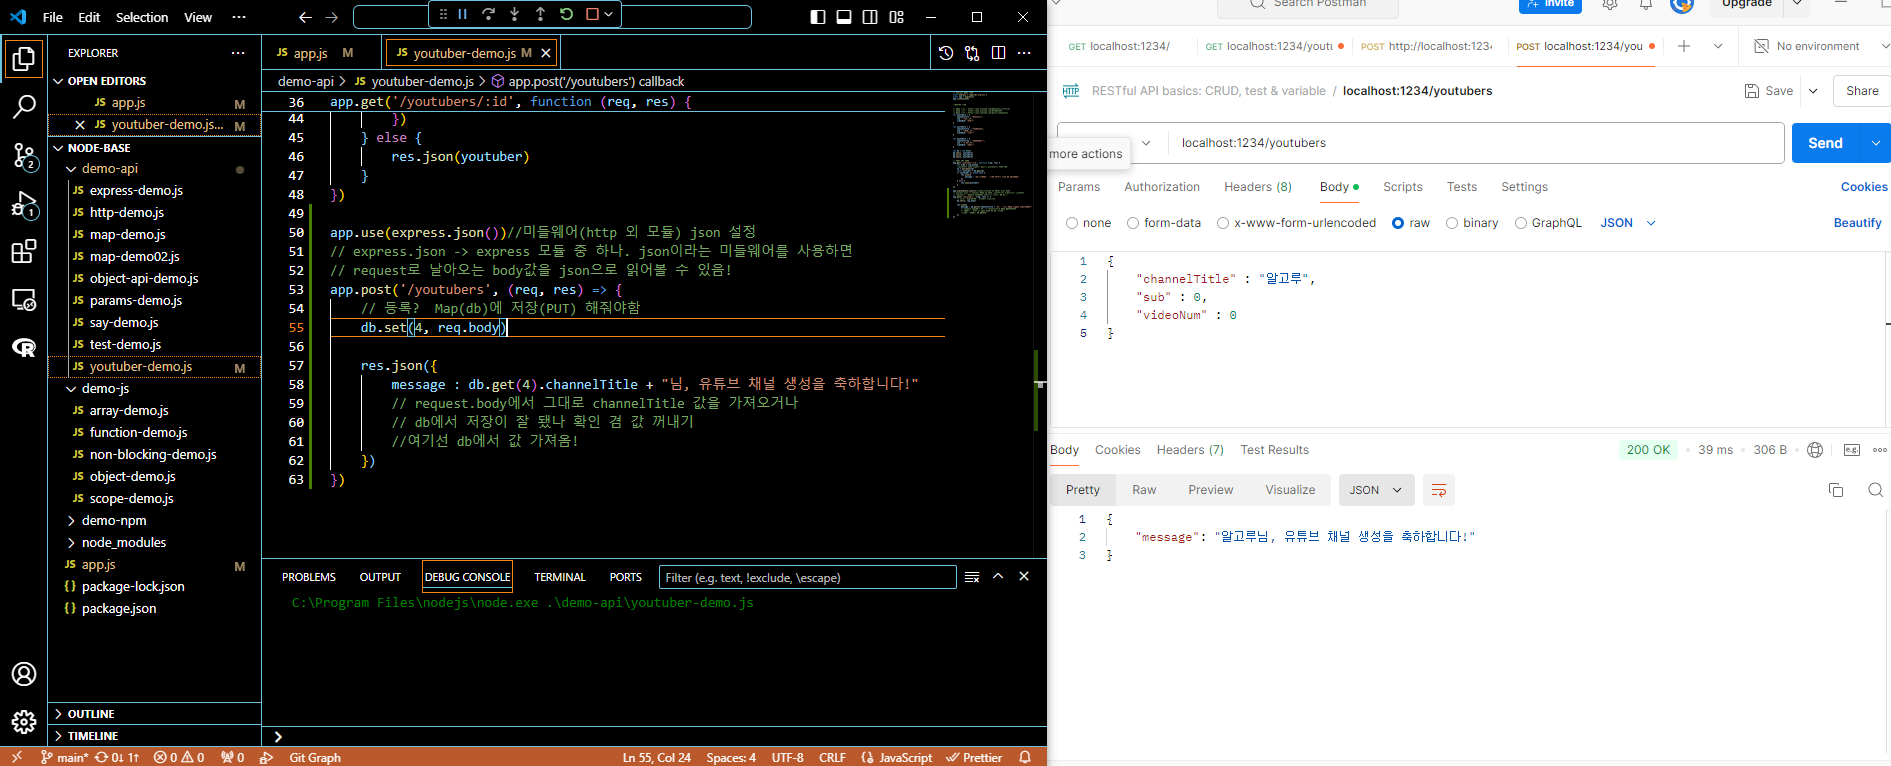 File Edit Selection View ···
EXPLORER ···
OPEN EDITORS
app.js M
youtuber-demo.js... M
NODE-BASE
demo-api
JS express-demo.js
JS http-demo.js
JS map-demo.js
JS map-demo02.js
JS object-api-demo.js
JS params-demo.js
JS say-demo.js
JS test-demo.js
JS youtuber-demo.js M
demo-js
JS array-demo.js
JS function-demo.js
JS non-blocking-demo.js
JS object-demo.js
JS scope-demo.js
demo-npm
node_modules
JS app.js M
{} package-lock.json
{} package.json
OUTLINE
TIMELINE
2
1
JS app.js M JS youtuber-demo.js M
demo-api > JS youtuber-demo.js > app.post('/youtubers') callback
36 app.get('/youtubers/:id', function (req, res) {
44 })
45 } else {
46 res.json(youtuber)
47 }
48 })
49
50 app.use(express.json())//미들웨어(http 외 모듈) json 설정
51 // express.json -> express 모듈 중 하나. json이라는 미들웨어를 사용하면
52 // request로 날아오는 body값을 json으로 읽어볼 수 있음!
53 app.post('/youtubers', (req, res) => {
54 // 등록? Map(db)에 저장(PUT) 해줘야함
55 db.set(4, req.body)
56
57 res.json({
58 message : db.get(4).channelTitle + "님, 유튜브 채널 생성을 축하합니다!"
59 // request.body에서 그대로 channelTitle 값을 가져오거나
60 // db에서 저장이 잘 됐나 확인 겸 값 꺼내기
61 //여기선 db에서 값 가져옴!
62 })
63 })
PROBLEMS OUTPUT DEBUG CONSOLE TERMINAL PORTS Filter (e.g. text, !exclude, \escape)
C:\Program Files\nodejs\node.exe .\demo-api\youtuber-demo.js
main* 0↓ 1↑ 0 0 0 Git Graph Ln 55, Col 24 Spaces: 4 UTF-8 CRLF {} JavaScript Prettier
Search Postman Invite Upgrade
GET localhost:1234/ GET localhost:1234/yout POST http://localhost:123 POST localhost:1234/you No environment
HTTP RESTful API basics: CRUD, test & variable / localhost:1234/youtubers Save Share
more actions localhost:1234/youtubers Send
Params Authorization Headers (8) Body Scripts Tests Settings Cookies
none form-data x-www-form-urlencoded raw binary GraphQL JSON Beautify
1 {
2 "channelTitle" : "알고루",
3 "sub" : 0,
4 "videoNum" : 0
5 }
Body Cookies Headers (7) Test Results 200 OK 39 ms 306 B e.g.
Pretty Raw Preview Visualize JSON
1 {
2 "message": "알고루님, 유튜브 채널 생성을 축하합니다!"
3 }